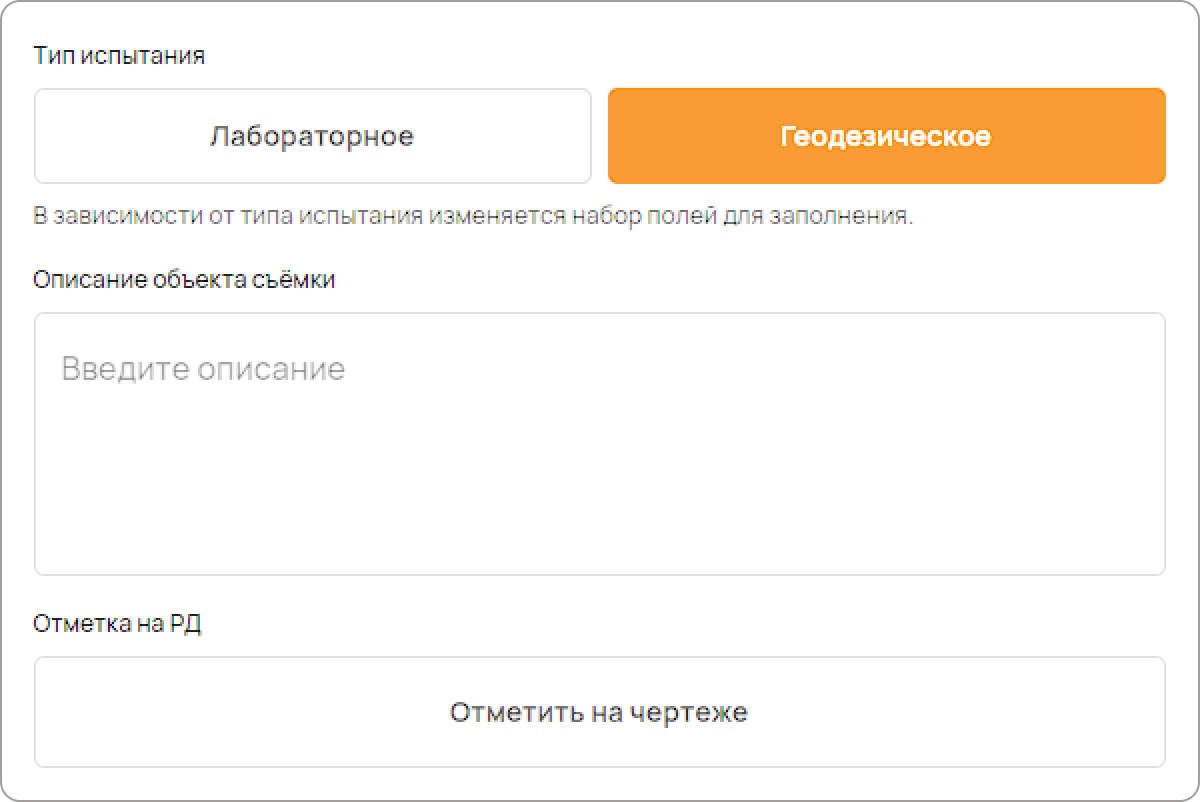 Тип испытания
Лабораторное
Геодезическое
В зависимости от типа испытания изменяется набор полей для заполнения.
Описание объекта съёмки
Введите описание
Отметка на РД
Отметить на чертеже